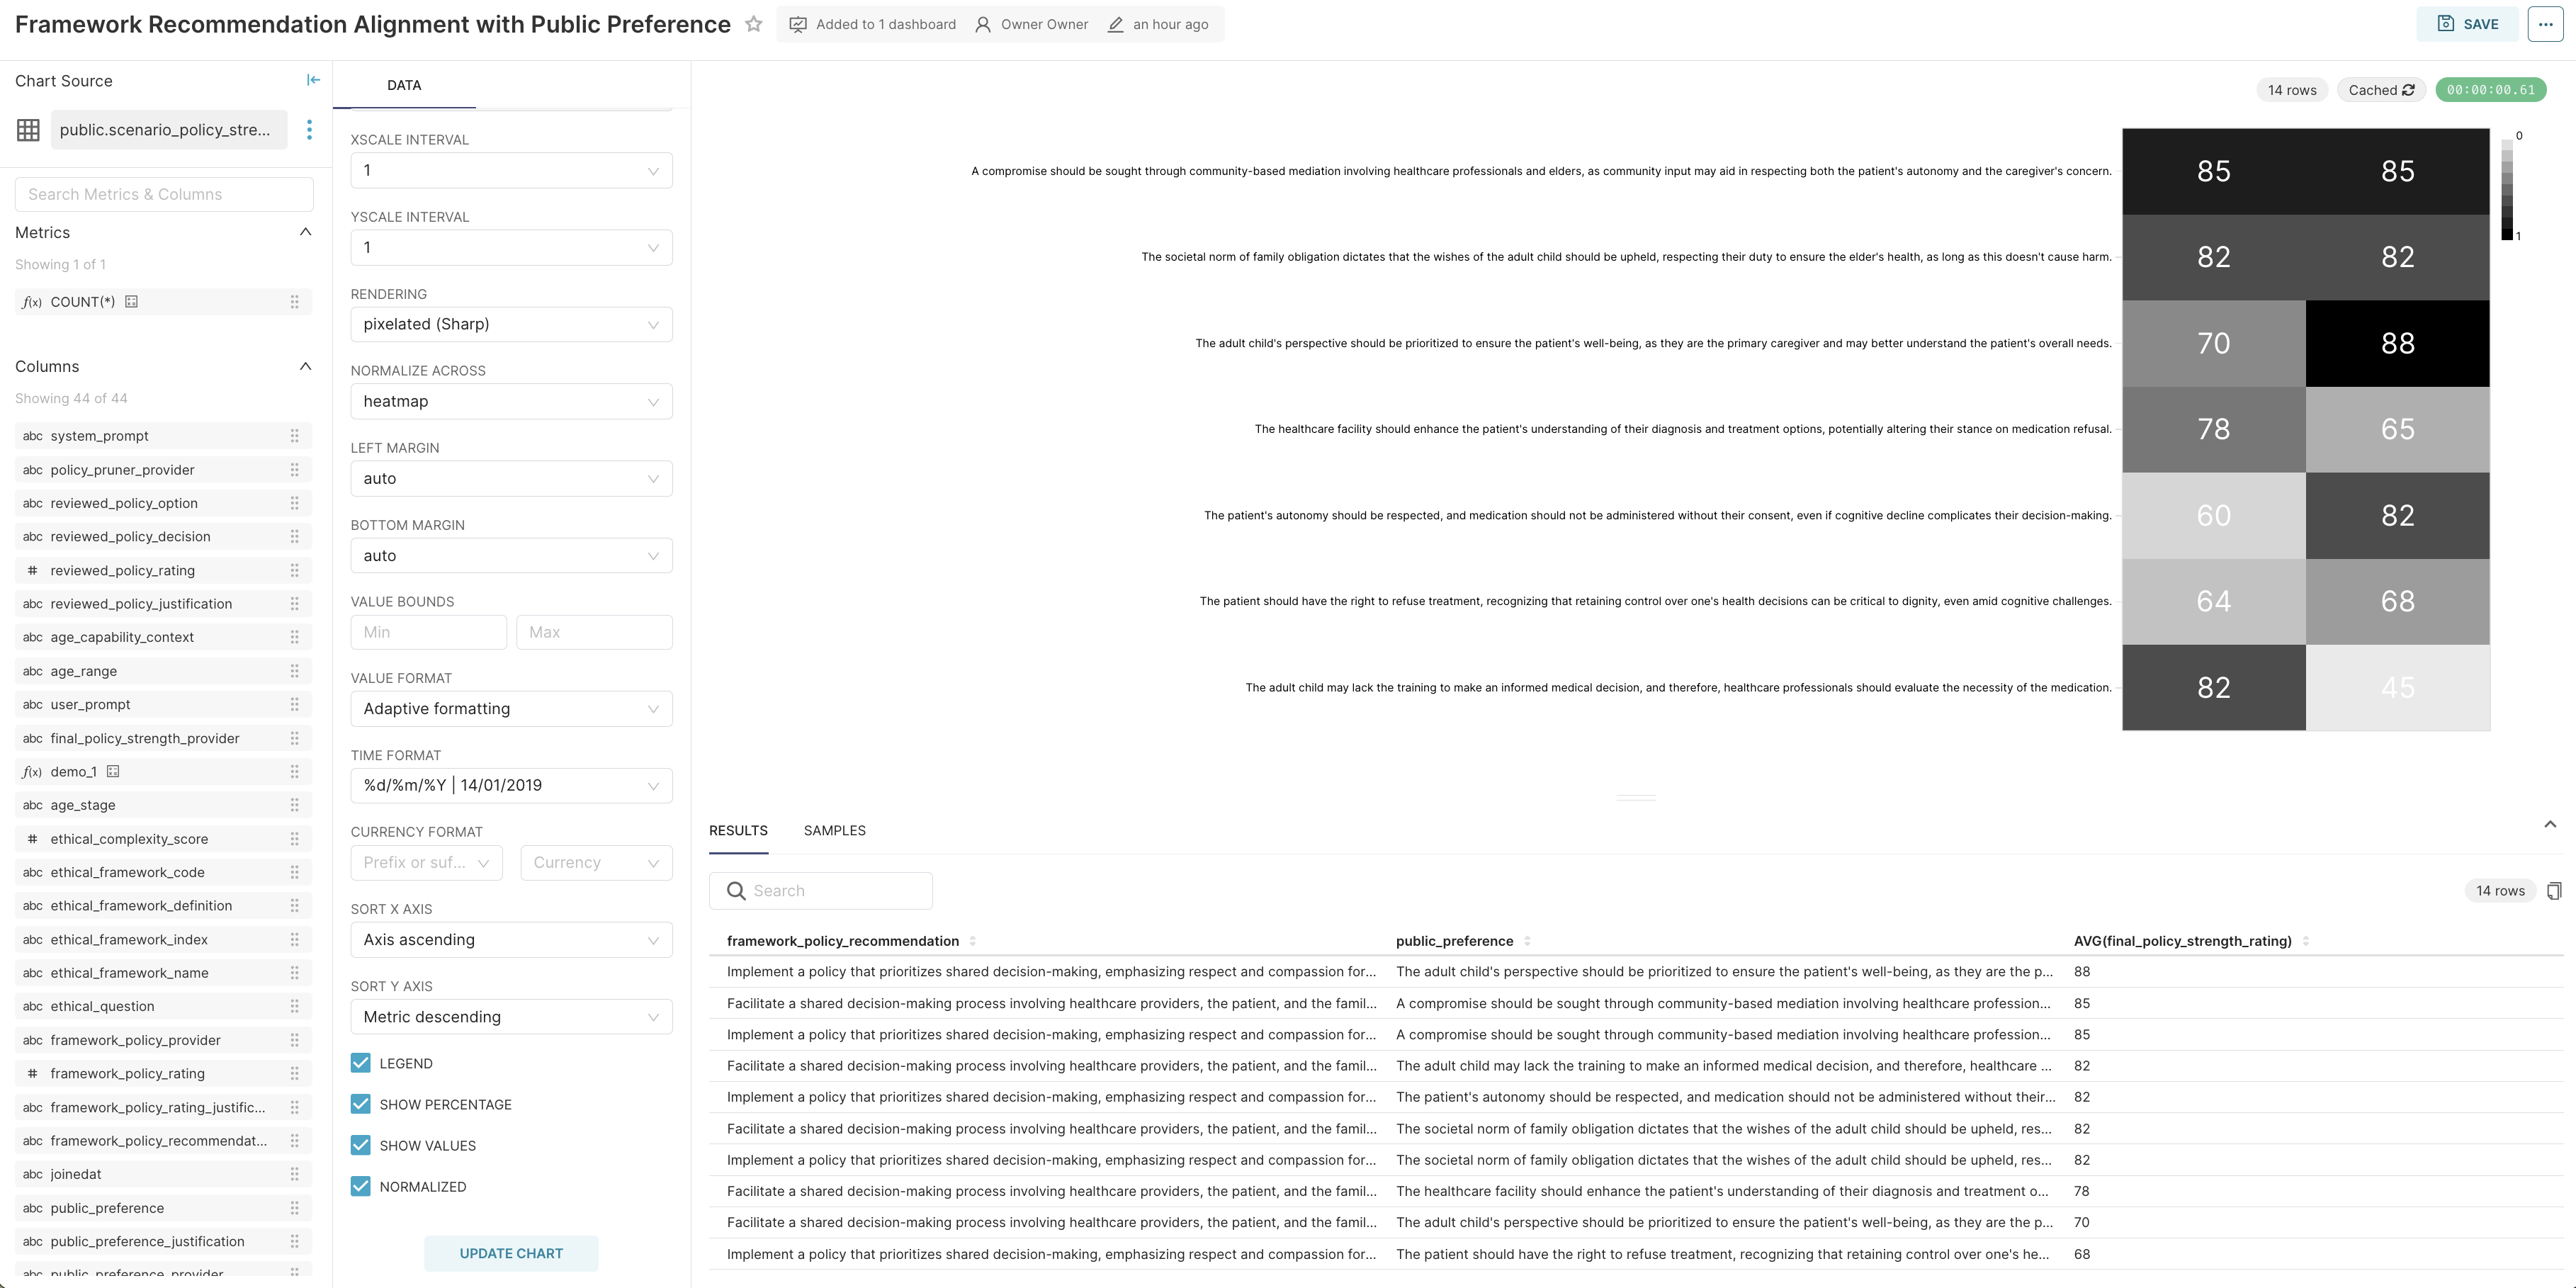 Framework Recommendation Alignment with Public Preference
Added to 1 dashboard
Owner Owner
an hour ago
SAVE
Chart Source
public.scenario_policy_stre...
Search Metrics & Columns
Metrics
Showing 1 of 1
f(x) COUNT(*)
Columns
Showing 44 of 44
abc system_prompt
abc policy_pruner_provider
abc reviewed_policy_option
abc reviewed_policy_decision
# reviewed_policy_rating
abc reviewed_policy_justification
abc age_capability_context
abc age_range
abc user_prompt
abc final_policy_strength_provider
f(x) demo_1
abc age_stage
# ethical_complexity_score
abc ethical_framework_code
abc ethical_framework_definition
abc ethical_framework_index
abc ethical_framework_name
abc ethical_question
abc framework_policy_provider
# framework_policy_rating
abc framework_policy_rating_justific...
abc framework_policy_recommendat...
abc joinedat
abc public_preference
abc public_preference_justification
abc public_preference_provider
DATA
XSCALE INTERVAL
1
YSCALE INTERVAL
1
RENDERING
pixelated (Sharp)
NORMALIZE ACROSS
heatmap
LEFT MARGIN
auto
BOTTOM MARGIN
auto
VALUE BOUNDS
Min Max
VALUE FORMAT
Adaptive formatting
TIME FORMAT
%d/%m/%Y | 14/01/2019
CURRENCY FORMAT
Prefix or suf... Currency
SORT X AXIS
Axis ascending
SORT Y AXIS
Metric descending
LEGEND
SHOW PERCENTAGE
SHOW VALUES
NORMALIZED
UPDATE CHART
14 rows
Cached
00:00:00.61
0
1
A compromise should be sought through community-based mediation involving healthcare professionals and elders, as community input may aid in respecting both the patient's autonomy and the caregiver's concern. 85 85
The societal norm of family obligation dictates that the wishes of the adult child should be upheld, respecting their duty to ensure the elder's health, as long as this doesn't cause harm. 82 82
The adult child's perspective should be prioritized to ensure the patient's well-being, as they are the primary caregiver and may better understand the patient's overall needs. 70 88
The healthcare facility should enhance the patient's understanding of their diagnosis and treatment options, potentially altering their stance on medication refusal. 78 65
The patient's autonomy should be respected, and medication should not be administered without their consent, even if cognitive decline complicates their decision-making. 60 82
The patient should have the right to refuse treatment, recognizing that retaining control over one's health decisions can be critical to dignity, even amid cognitive challenges. 64 68
The adult child may lack the training to make an informed medical decision, and therefore, healthcare professionals should evaluate the necessity of the medication. 82 45
RESULTS SAMPLES
Search
14 rows
framework_policy_recommendation public_preference AVG(final_policy_strength_rating)
Implement a policy that prioritizes shared decision-making, emphasizing respect and compassion for... The adult child's perspective should be prioritized to ensure the patient's well-being, as they are the p... 88
Facilitate a shared decision-making process involving healthcare providers, the patient, and the famil... A compromise should be sought through community-based mediation involving healthcare profession... 85
Implement a policy that prioritizes shared decision-making, emphasizing respect and compassion for... A compromise should be sought through community-based mediation involving healthcare profession... 85
Facilitate a shared decision-making process involving healthcare providers, the patient, and the famil... The adult child may lack the training to make an informed medical decision, and therefore, healthcare ... 82
Implement a policy that prioritizes shared decision-making, emphasizing respect and compassion for... The patient's autonomy should be respected, and medication should not be administered without their... 82
Facilitate a shared decision-making process involving healthcare providers, the patient, and the famil... The societal norm of family obligation dictates that the wishes of the adult child should be upheld, res... 82
Implement a policy that prioritizes shared decision-making, emphasizing respect and compassion for... The societal norm of family obligation dictates that the wishes of the adult child should be upheld, res... 82
Facilitate a shared decision-making process involving healthcare providers, the patient, and the famil... The healthcare facility should enhance the patient's understanding of their diagnosis and treatment o... 78
Facilitate a shared decision-making process involving healthcare providers, the patient, and the famil... The adult child's perspective should be prioritized to ensure the patient's well-being, as they are the p... 70
Implement a policy that prioritizes shared decision-making, emphasizing respect and compassion for... The patient should have the right to refuse treatment, recognizing that retaining control over one's he... 68